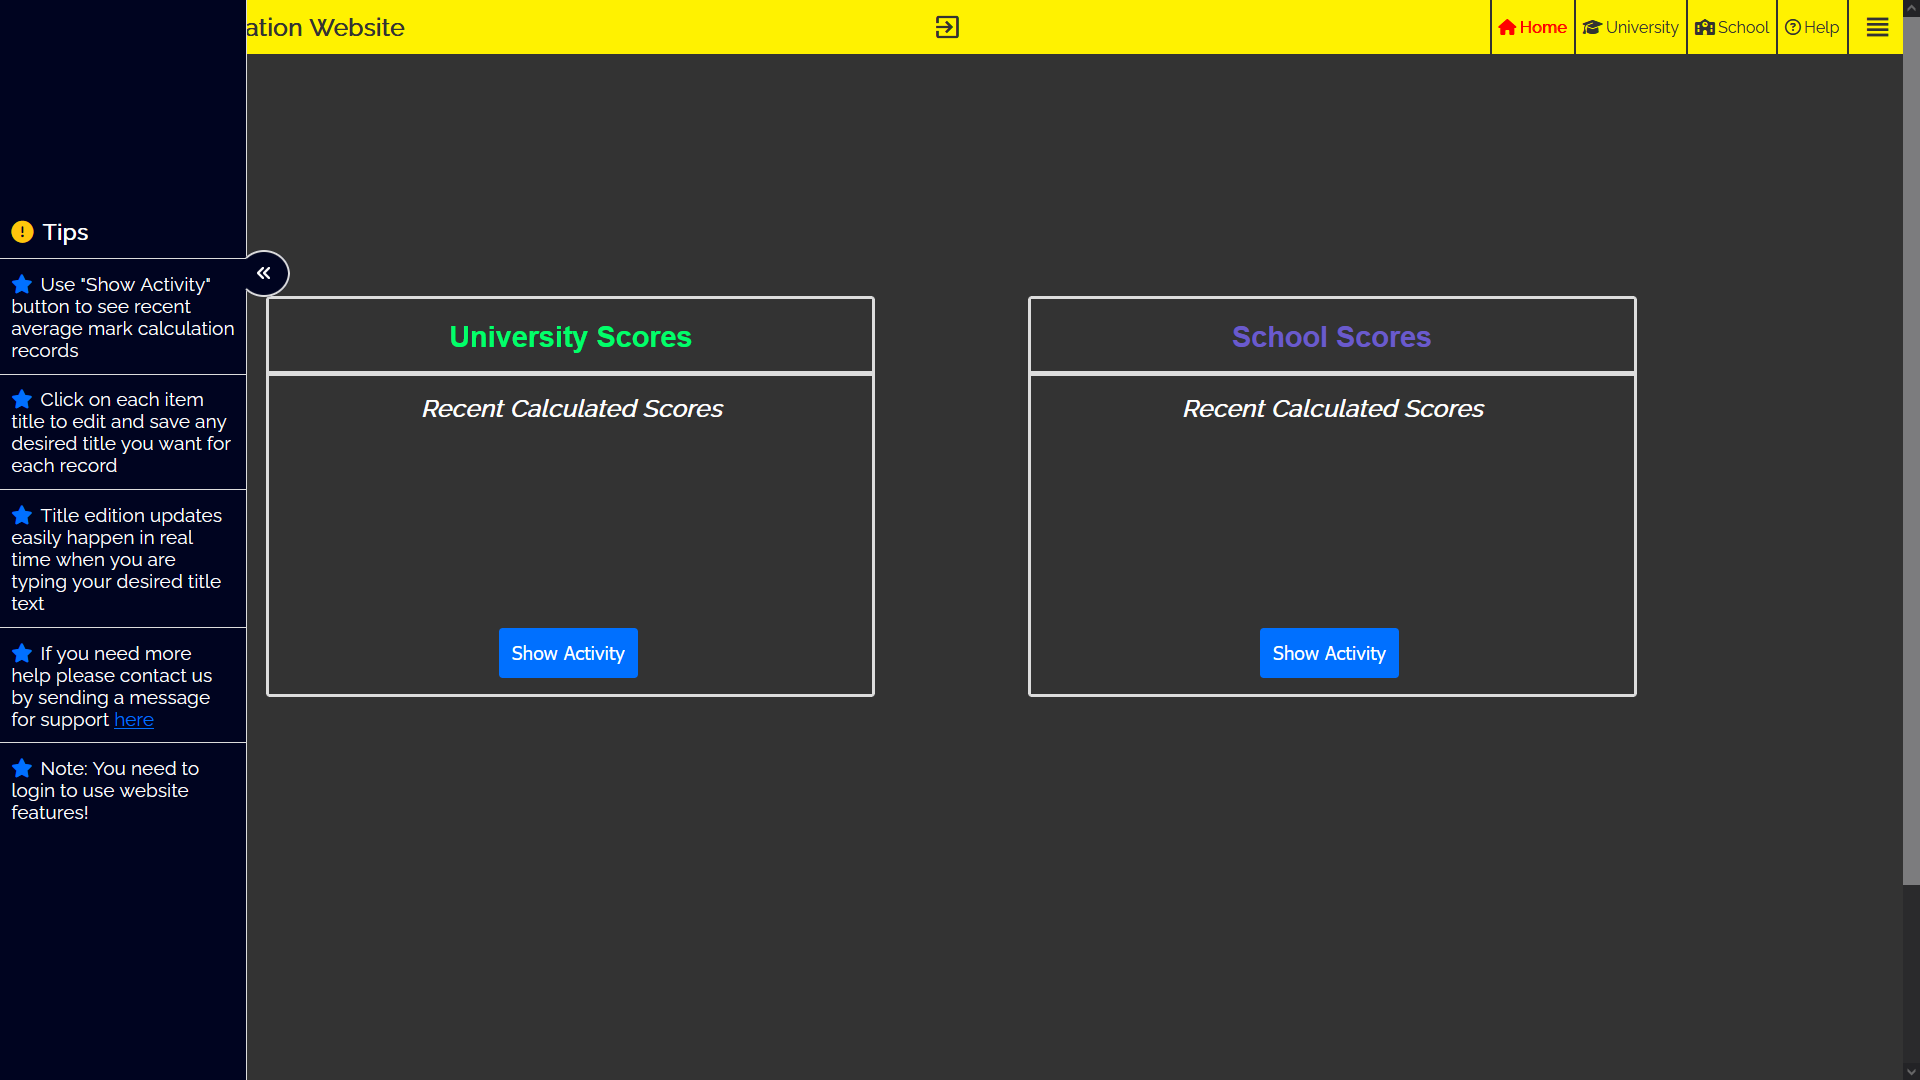 ation Website
Home
University
School
Help
Tips
Use "Show Activity"
button to see recent
average mark calculation
records
Click on each item
title to edit and save any
desired title you want for
each record
Title edition updates
easily happen in real
time when you are
typing your desired title
text
If you need more
help please contact us
by sending a message
for support here
Note: You need to
login to use website
features!
University Scores
Recent Calculated Scores
Show Activity
School Scores
Recent Calculated Scores
Show Activity